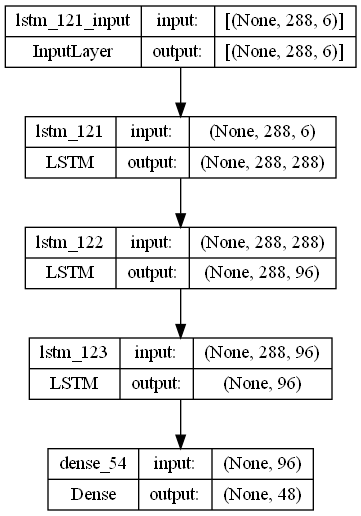 lstm_121_input input: [(None, 288, 6)]
InputLayer output: [(None, 288, 6)]
lstm_121 input: (None, 288, 6)
LSTM output: (None, 288, 288)
lstm_122 input: (None, 288, 288)
LSTM output: (None, 288, 96)
lstm_123 input: (None, 288, 96)
LSTM output: (None, 96)
dense_54 input: (None, 96)
Dense output: (None, 48)